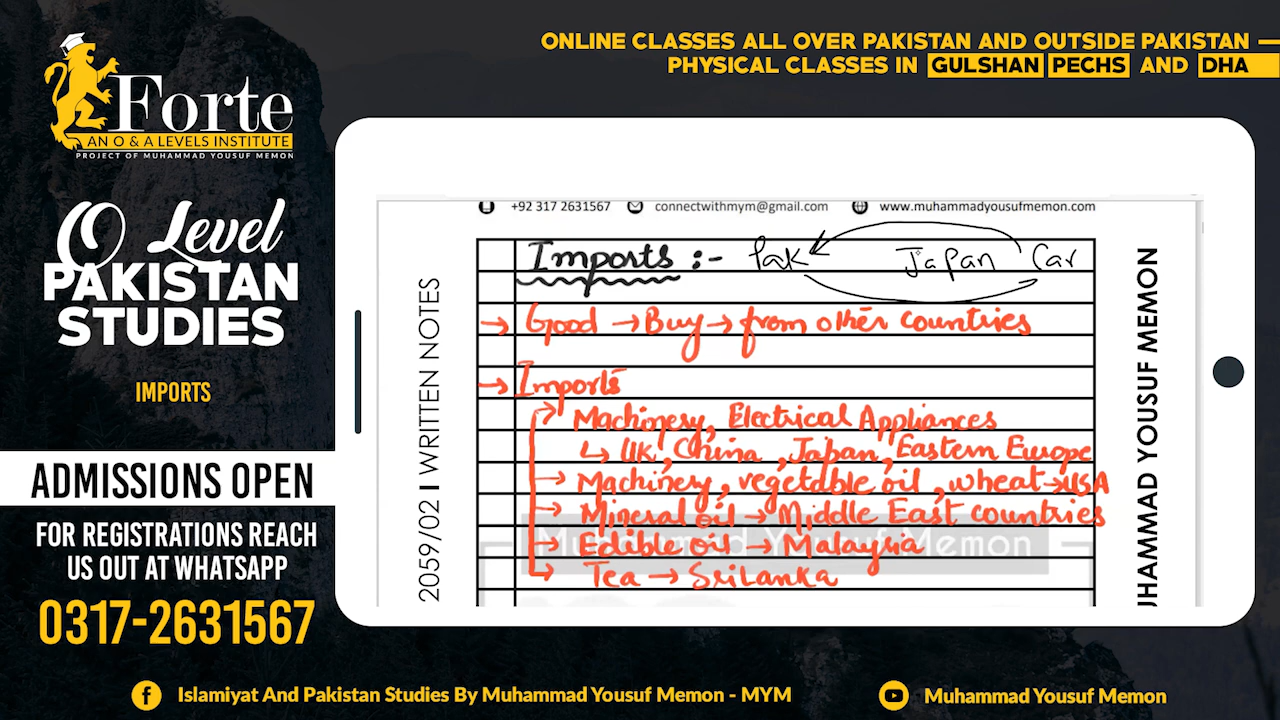 ONLINE CLASSES ALL OVER PAKISTAN AND OUTSIDE PAKISTAN
PHYSICAL CLASSES IN GULSHAN PECHS AND DHA
Forte
AN O & A LEVELS INSTITUTE
PROJECT OF MUHAMMAD YOUSUF MEMON
O Level
PAKISTAN
STUDIES
IMPORTS
ADMISSIONS OPEN
FOR REGISTRATIONS REACH
US OUT AT WHATSAPP
0317-2631567
+92 317 2631567 connectwithmym@gmail.com www.muhammadyousufmemon.com
2059/02 I WRITTEN NOTES
Imports :- Pak Japan Car
→ Good → Buy → from other countries
→ Imports
→ Machinery, Electrical Appliances
↳ UK, China, Japan, Eastern Europe
→ Machinery, vegetable oil, wheat → USA
→ Mineral oil → Middle East countries
→ Edible oil → Malaysia
→ Tea → SriLanka
Muhammad Yousuf Memon
UHAMMAD YOUSUF MEMON
Islamiyat And Pakistan Studies By Muhammad Yousuf Memon - MYM
Muhammad Yousuf Memon